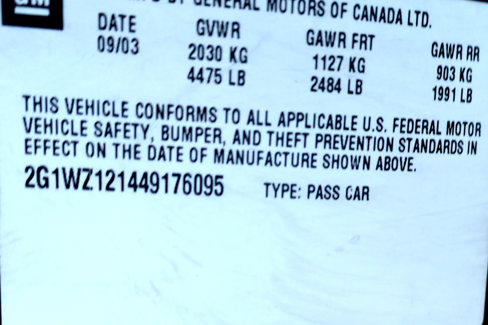 GM
BY GENERAL MOTORS OF CANADA LTD.
DATE GVWR GAWR FRT GAWR RR
09/03 2030 KG 1127 KG 903 KG
4475 LB 2484 LB 1991 LB
THIS VEHICLE CONFORMS TO ALL APPLICABLE U.S. FEDERAL MOTOR
VEHICLE SAFETY, BUMPER, AND THEFT PREVENTION STANDARDS IN
EFFECT ON THE DATE OF MANUFACTURE SHOWN ABOVE.
2G1WZ121449176095 TYPE: PASS CAR